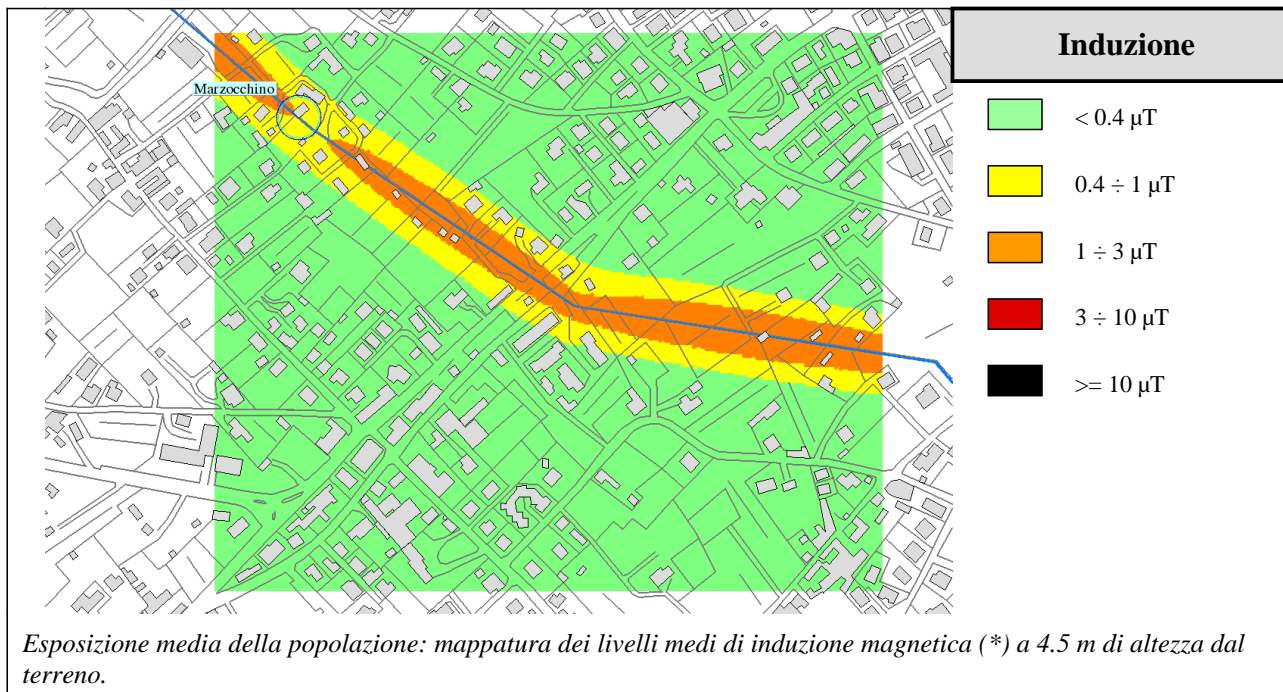 Induzione
Marzocchino
< 0.4 µT
0.4 ÷ 1 µT
1 ÷ 3 µT
3 ÷ 10 µT
>= 10 µT
Esposizione media della popolazione: mappatura dei livelli medi di induzione magnetica (*) a 4.5 m di altezza dal
terreno.